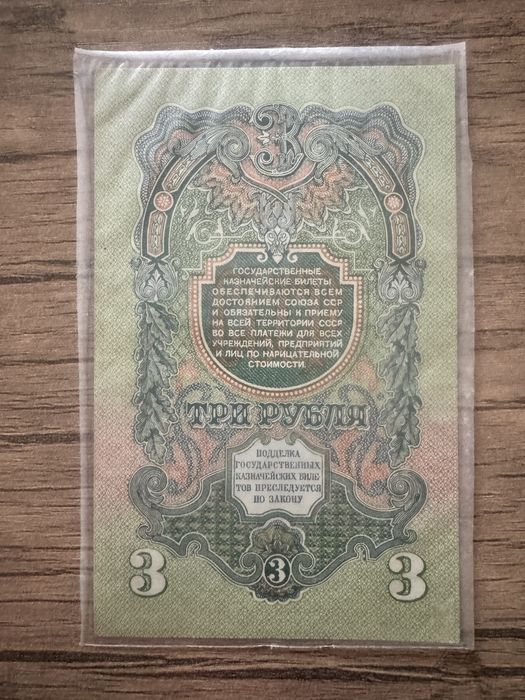 3
ГОСУДАРСТВЕННЫЕ
КАЗНАЧЕЙСКИЕ БИЛЕТЫ
ОБЕСПЕЧИВАЮТСЯ ВСЕМ
ДОСТОЯНИЕМ СОЮЗА ССР
И ОБЯЗАТЕЛЬНЫ К ПРИЕМУ
НА ВСЕЙ ТЕРРИТОРИИ СССР
ВО ВСЕ ПЛАТЕЖИ ДЛЯ ВСЕХ
УЧРЕЖДЕНИЙ, ПРЕДПРИЯТИЙ
И ЛИЦ ПО НАРИЦАТЕЛЬНОЙ
СТОИМОСТИ.
ТРИ РУБЛЯ
ПОДДЕЛКА
ГОСУДАРСТВЕННЫХ
КАЗНАЧЕЙСКИХ БИЛЕ
ТОВ ПРЕСЛЕДУЕТСЯ
ПО ЗАКОНУ
3 3 3